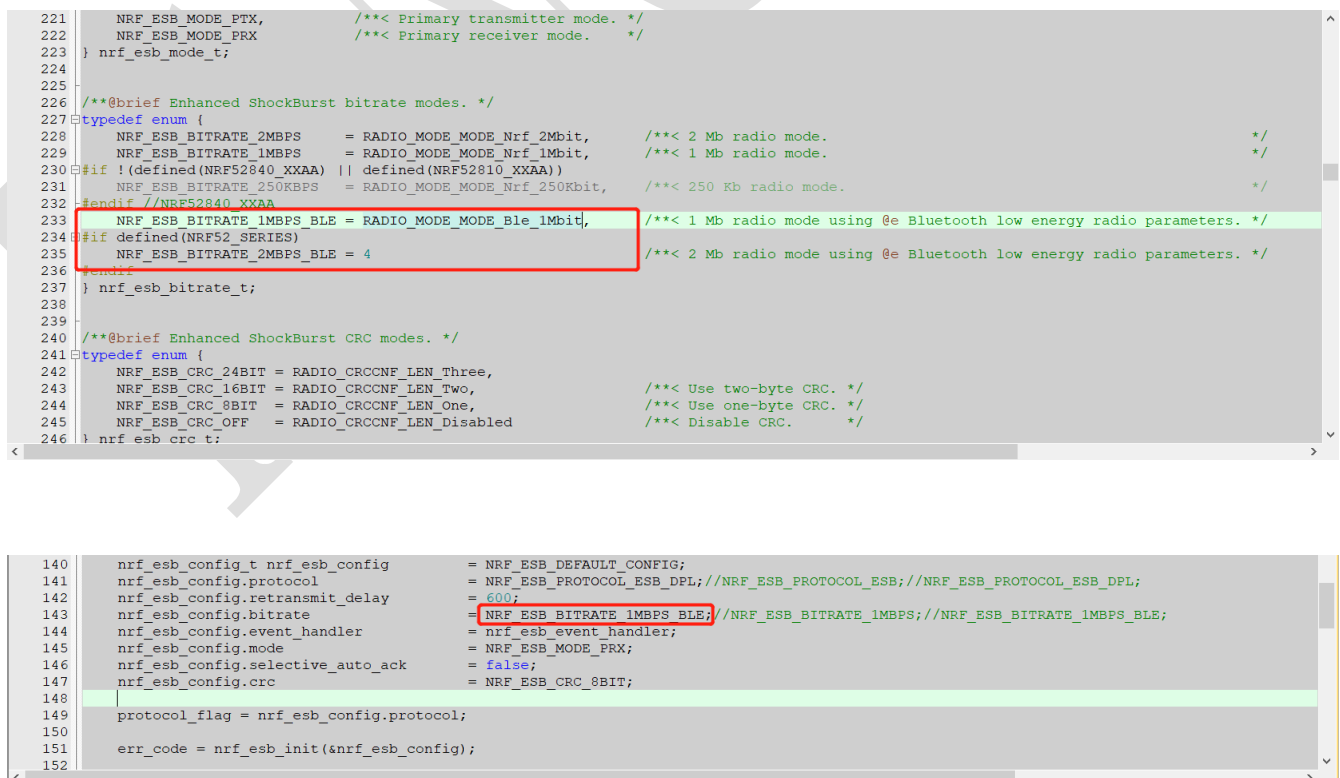 221 NRF_ESB_MODE_PTX, /**< Primary transmitter mode. */
222 NRF_ESB_MODE_PRX /**< Primary receiver mode. */
223 } nrf_esb_mode_t;
224
225
226 /**@brief Enhanced ShockBurst bitrate modes. */
227 typedef enum {
228 NRF_ESB_BITRATE_2MBPS = RADIO_MODE_MODE_Nrf_2Mbit, /**< 2 Mb radio mode. */
229 NRF_ESB_BITRATE_1MBPS = RADIO_MODE_MODE_Nrf_1Mbit, /**< 1 Mb radio mode. */
230 #if !(defined(NRF52840_XXAA) || defined(NRF52810_XXAA))
231 NRF_ESB_BITRATE_250KBPS = RADIO_MODE_MODE_Nrf_250Kbit, /**< 250 Kb radio mode. */
232 #endif //NRF52840_XXAA
233 NRF_ESB_BITRATE_1MBPS_BLE = RADIO_MODE_MODE_Ble_1Mbit, /**< 1 Mb radio mode using @e Bluetooth low energy radio parameters. */
234 #if defined(NRF52_SERIES)
235 NRF_ESB_BITRATE_2MBPS_BLE = 4 /**< 2 Mb radio mode using @e Bluetooth low energy radio parameters. */
236 #endif
237 } nrf_esb_bitrate_t;
238
239
240 /**@brief Enhanced ShockBurst CRC modes. */
241 typedef enum {
242 NRF_ESB_CRC_24BIT = RADIO_CRCCNF_LEN_Three,
243 NRF_ESB_CRC_16BIT = RADIO_CRCCNF_LEN_Two, /**< Use two-byte CRC. */
244 NRF_ESB_CRC_8BIT = RADIO_CRCCNF_LEN_One, /**< Use one-byte CRC. */
245 NRF_ESB_CRC_OFF = RADIO_CRCCNF_LEN_Disabled /**< Disable CRC. */
246 } nrf_esb_crc_t;
140 nrf_esb_config_t nrf_esb_config = NRF_ESB_DEFAULT_CONFIG;
141 nrf_esb_config.protocol = NRF_ESB_PROTOCOL_ESB_DPL;//NRF_ESB_PROTOCOL_ESB;//NRF_ESB_PROTOCOL_ESB_DPL;
142 nrf_esb_config.retransmit_delay = 600;
143 nrf_esb_config.bitrate = NRF_ESB_BITRATE_1MBPS_BLE;//NRF_ESB_BITRATE_1MBPS;//NRF_ESB_BITRATE_1MBPS_BLE;
144 nrf_esb_config.event_handler = nrf_esb_event_handler;
145 nrf_esb_config.mode = NRF_ESB_MODE_PRX;
146 nrf_esb_config.selective_auto_ack = false;
147 nrf_esb_config.crc = NRF_ESB_CRC_8BIT;
148
149 protocol_flag = nrf_esb_config.protocol;
150
151 err_code = nrf_esb_init(&nrf_esb_config);
152